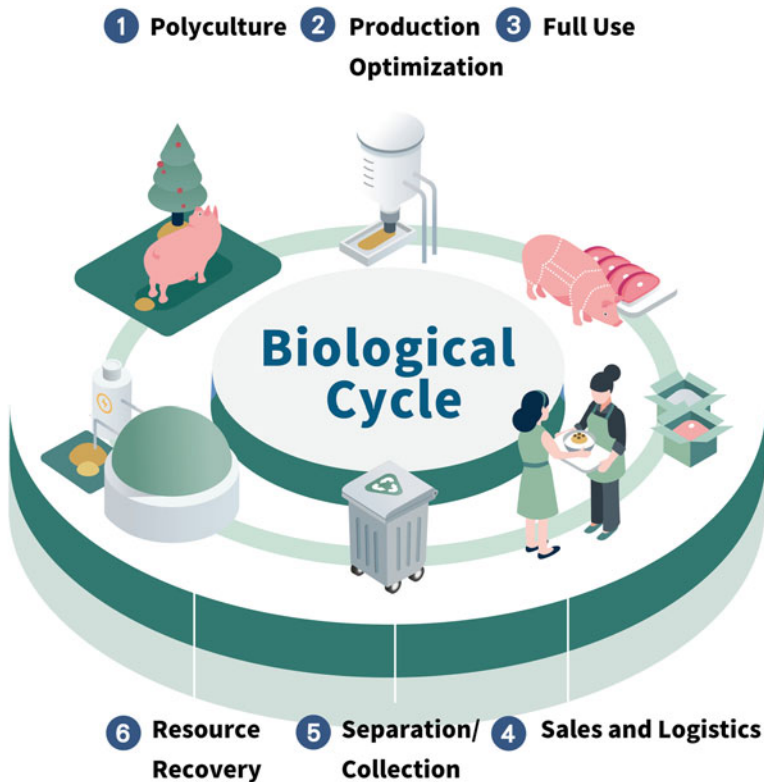 1 Polyculture
2 Production
Optimization
3 Full Use
Biological
Cycle
6 Resource
Recovery
5 Separation/
Collection
4 Sales and Logistics